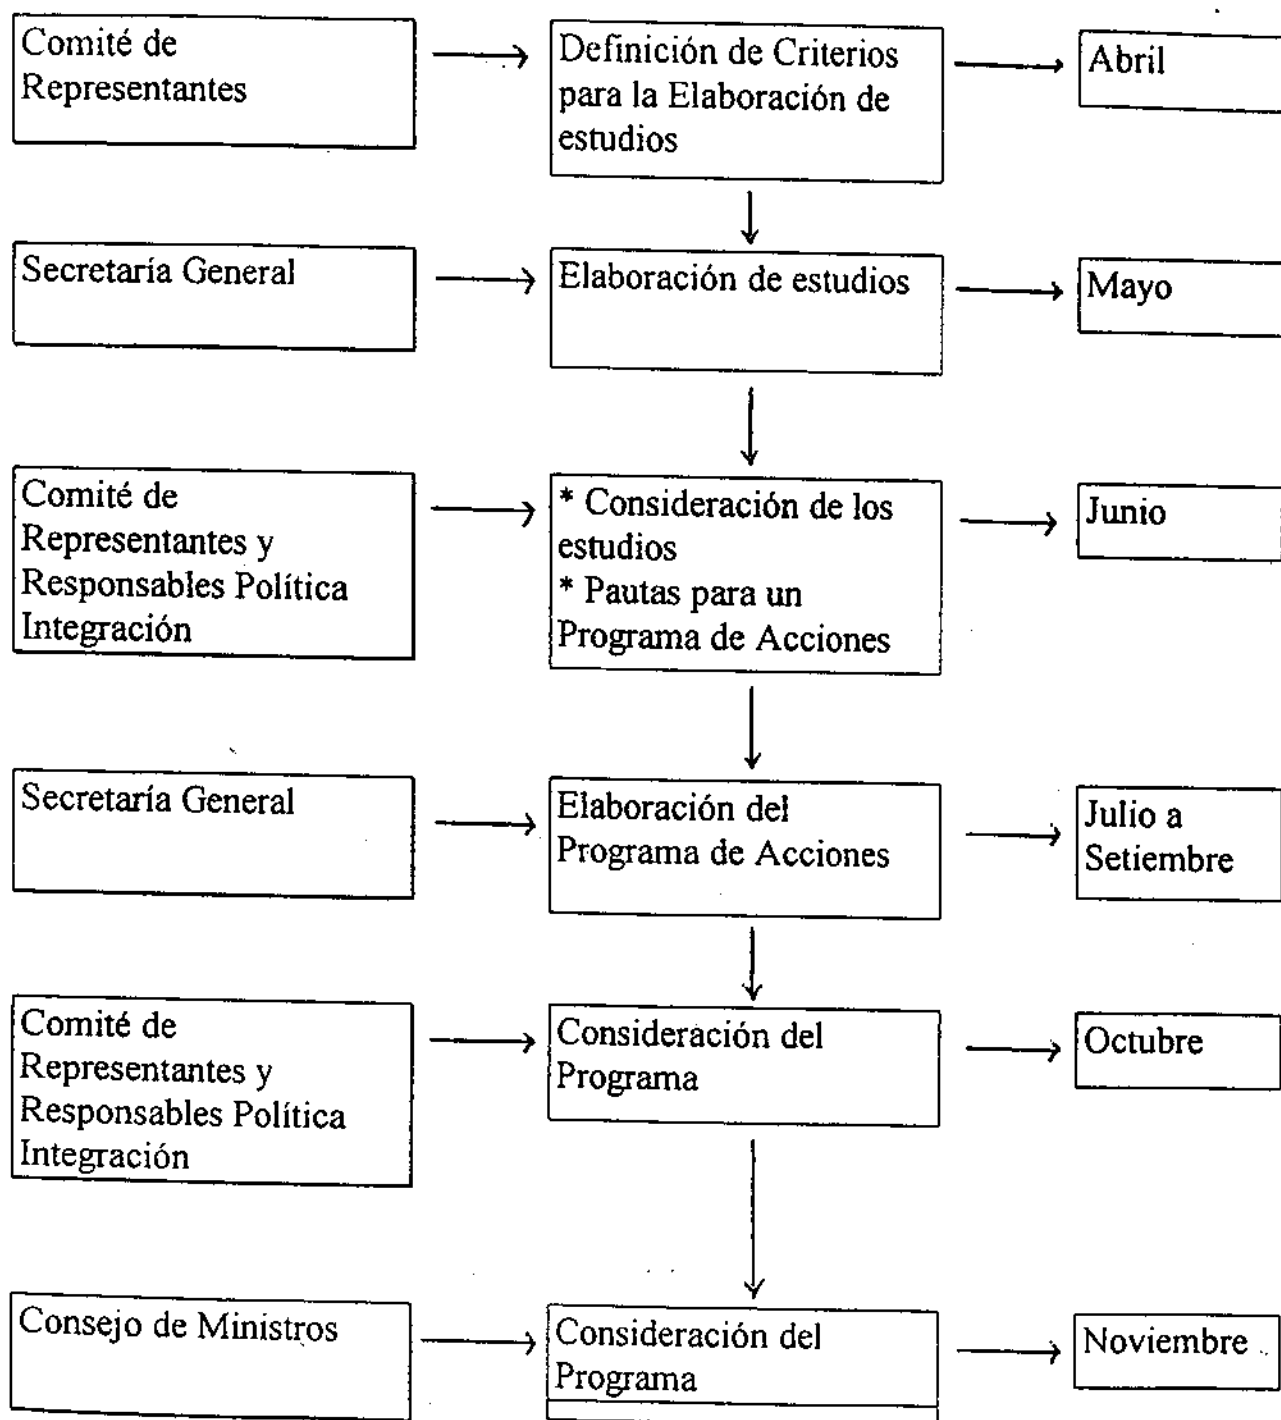 Comité de
Representantes
Definición de Criterios
para la Elaboración de
estudios
Abril
Secretaría General
Elaboración de estudios
Mayo
Comité de
Representantes y
Responsables Política
Integración
* Consideración de los
estudios
* Pautas para un
Programa de Acciones
Junio
Secretaría General
Elaboración del
Programa de Acciones
Julio a
Setiembre
Comité de
Representantes y
Responsables Política
Integración
Consideración del
Programa
Octubre
Consejo de Ministros
Consideración del
Programa
Noviembre